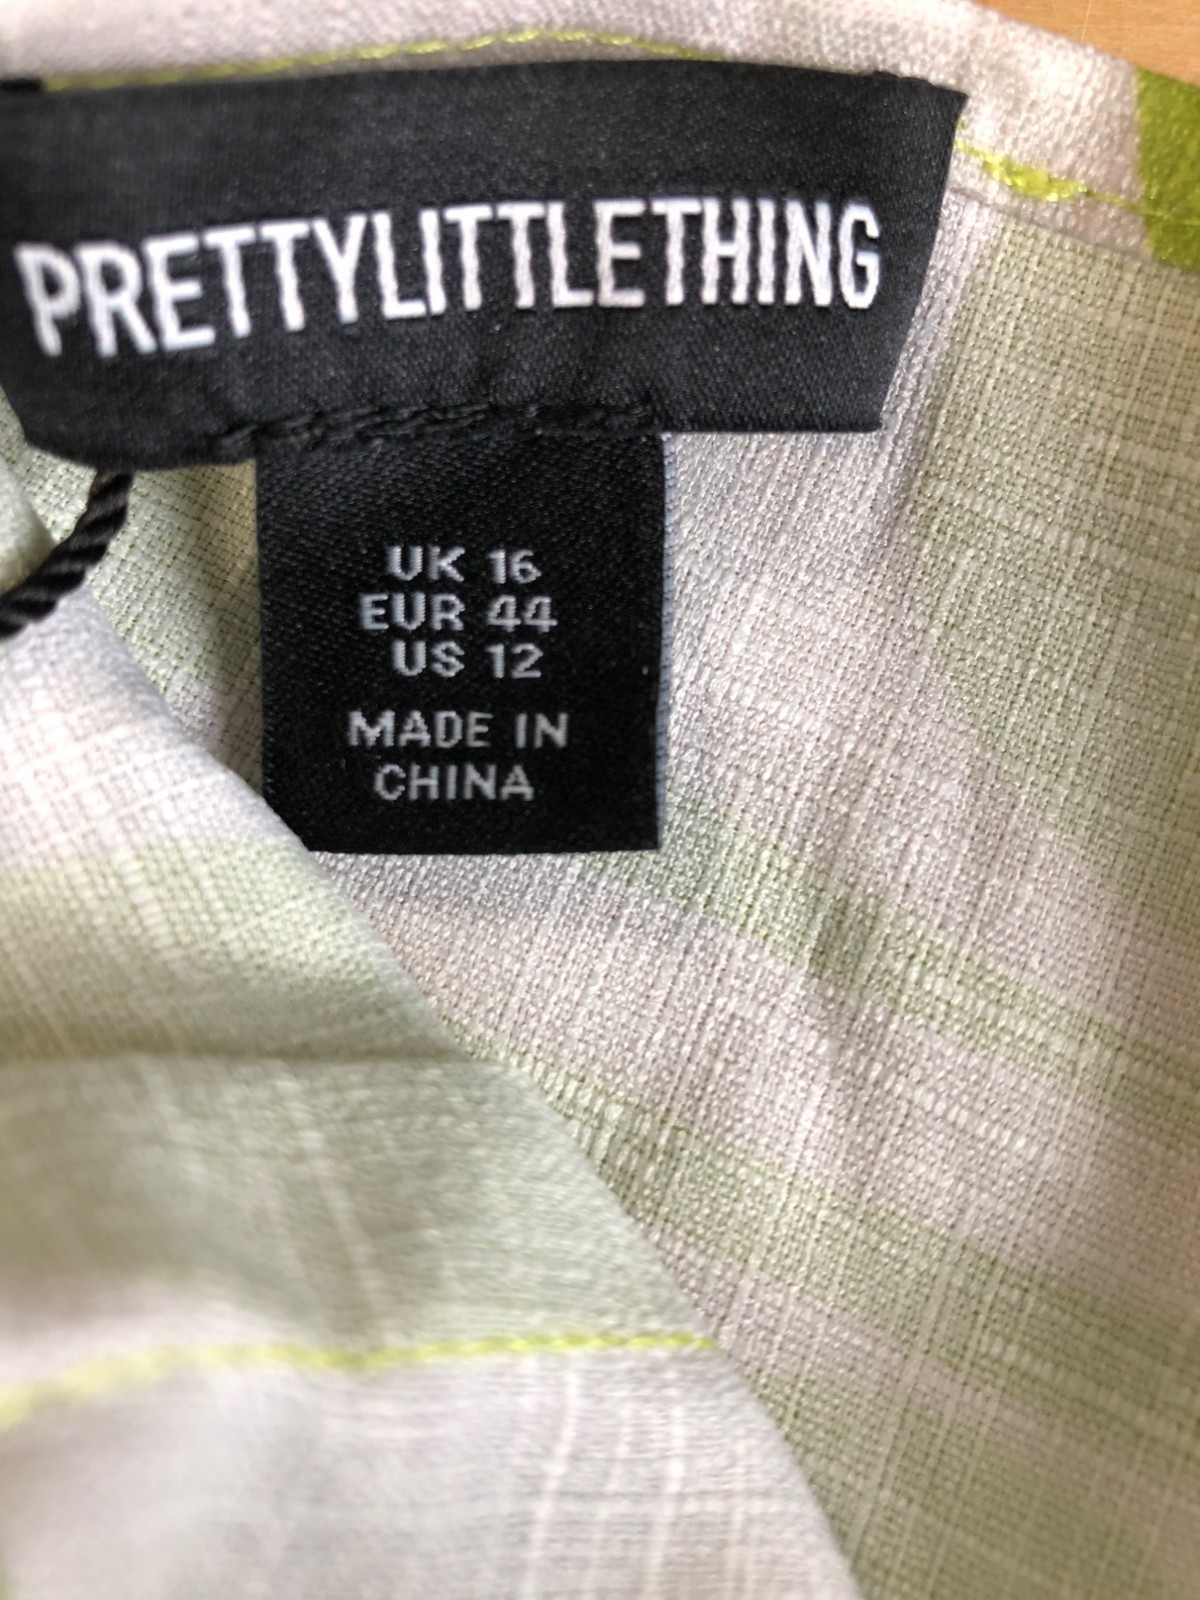 PRETTYLITTLETHING
UK 16
EUR 44
US 12
MADE IN
CHINA